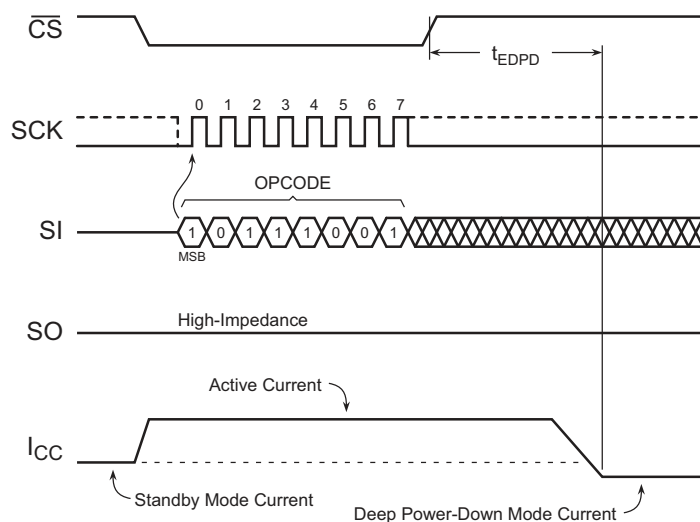 CS
tEDPD
0 1 2 3 4 5 6 7
SCK
OPCODE
SI
1 0 1 1 1 0 0 1
MSB
High-Impedance
SO
Active Current
ICC
Standby Mode Current
Deep Power-Down Mode Current